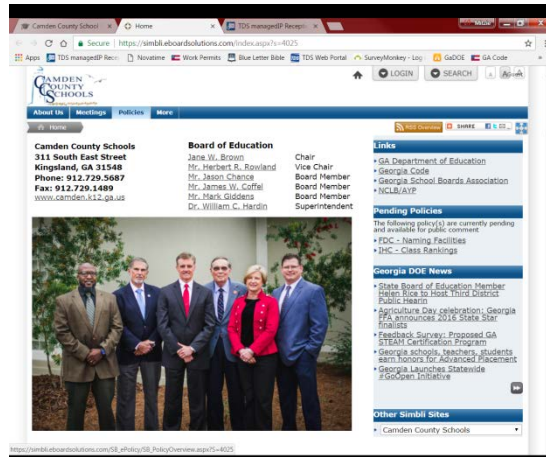 Camden County School
Home
TDS managedIP Recept
Secure | https://simbli.eboardsolutions.com/index.aspx?s=4025
Apps
TDS managedIP Rece
Novatime
Work Permits
Blue Letter Bible
TDS Web Portal
SurveyMonkey - Log
GaDOE
GA Code
CAMDEN
COUNTY
SCHOOLS
LOGIN
SEARCH
About Us Meetings Policies More
Home
RSS Overview
SHARE
Camden County Schools
311 South East Street
Kingsland, GA 31548
Phone: 912.729.5687
Fax: 912.729.1489
www.camden.k12.ga.us
Board of Education
Jane W. Brown Chair
Mr. Herbert R. Rowland Vice Chair
Mr. Jason Chance Board Member
Mr. James W. Coffel Board Member
Mr. Mark Giddens Board Member
Dr. William C. Hardin Superintendent
Links
GA Department of Education
Georgia Code
Georgia School Boards Association
NCLB/AYP
Pending Policies
The following policy(s) are currently pending
and available for public comment
FDC - Naming Facilities
IHC - Class Rankings
Georgia DOE News
State Board of Education Member
Helen Rice to Host Third District
Public Hearin
Agriculture Day celebration: Georgia
FFA announces 2016 State Star
finalists
Feedback Survey: Proposed GA
STEAM Certification Program
Georgia schools, teachers, students
earn honors for Advanced Placement
Georgia Launches Statewide
#GoOpen Initiative
Other Simbli Sites
Camden County Schools
https://simbli.eboardsolutions.com/SB_ePolicy/SB_PolicyOverview.aspx?S=4025